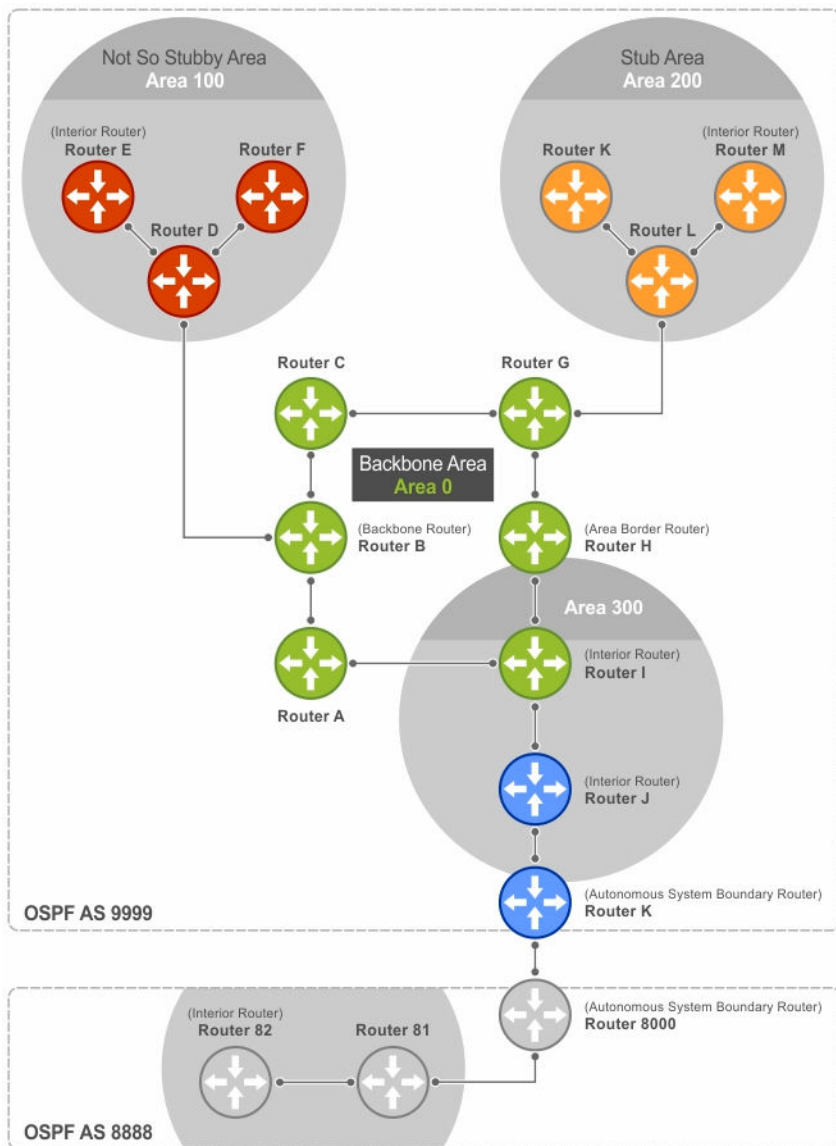 Not So Stubby Area
Area 100
Stub Area
Area 200
(Interior Router)
Router E
Router F
Router D
Router K
(Interior Router)
Router M
Router L
Router C
Router G
Backbone Area
Area 0
(Backbone Router)
Router B
(Area Border Router)
Router H
Area 300
(Interior Router)
Router I
Router A
(Interior Router)
Router J
(Autonomous System Boundary Router)
Router K
OSPF AS 9999
(Interior Router)
Router 82
Router 81
(Autonomous System Boundary Router)
Router 8000
OSPF AS 8888